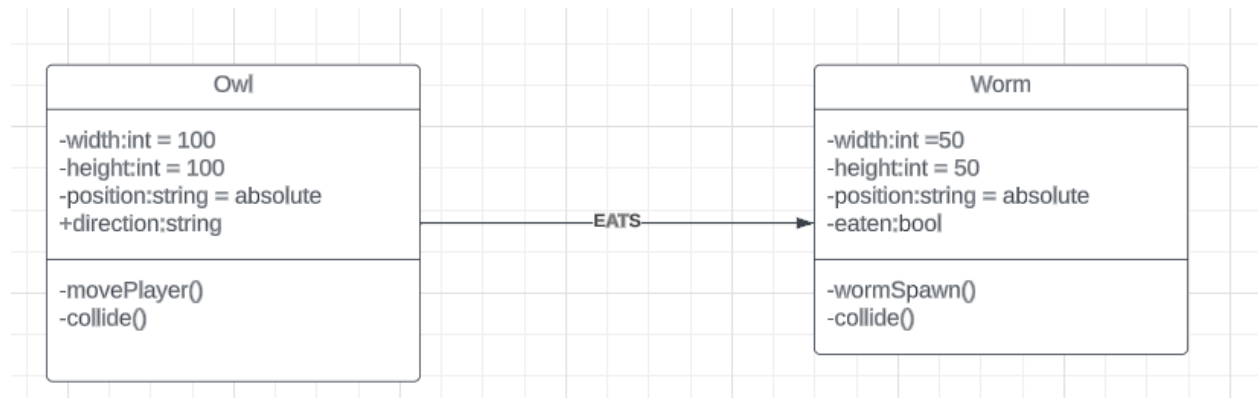 Owl
-width:int = 100
-height:int = 100
-position:string = absolute
+direction:string
-movePlayer()
-collide()
EATS
Worm
-width:int =50
-height:int = 50
-position:string = absolute
-eaten:bool
-wormSpawn()
-collide()